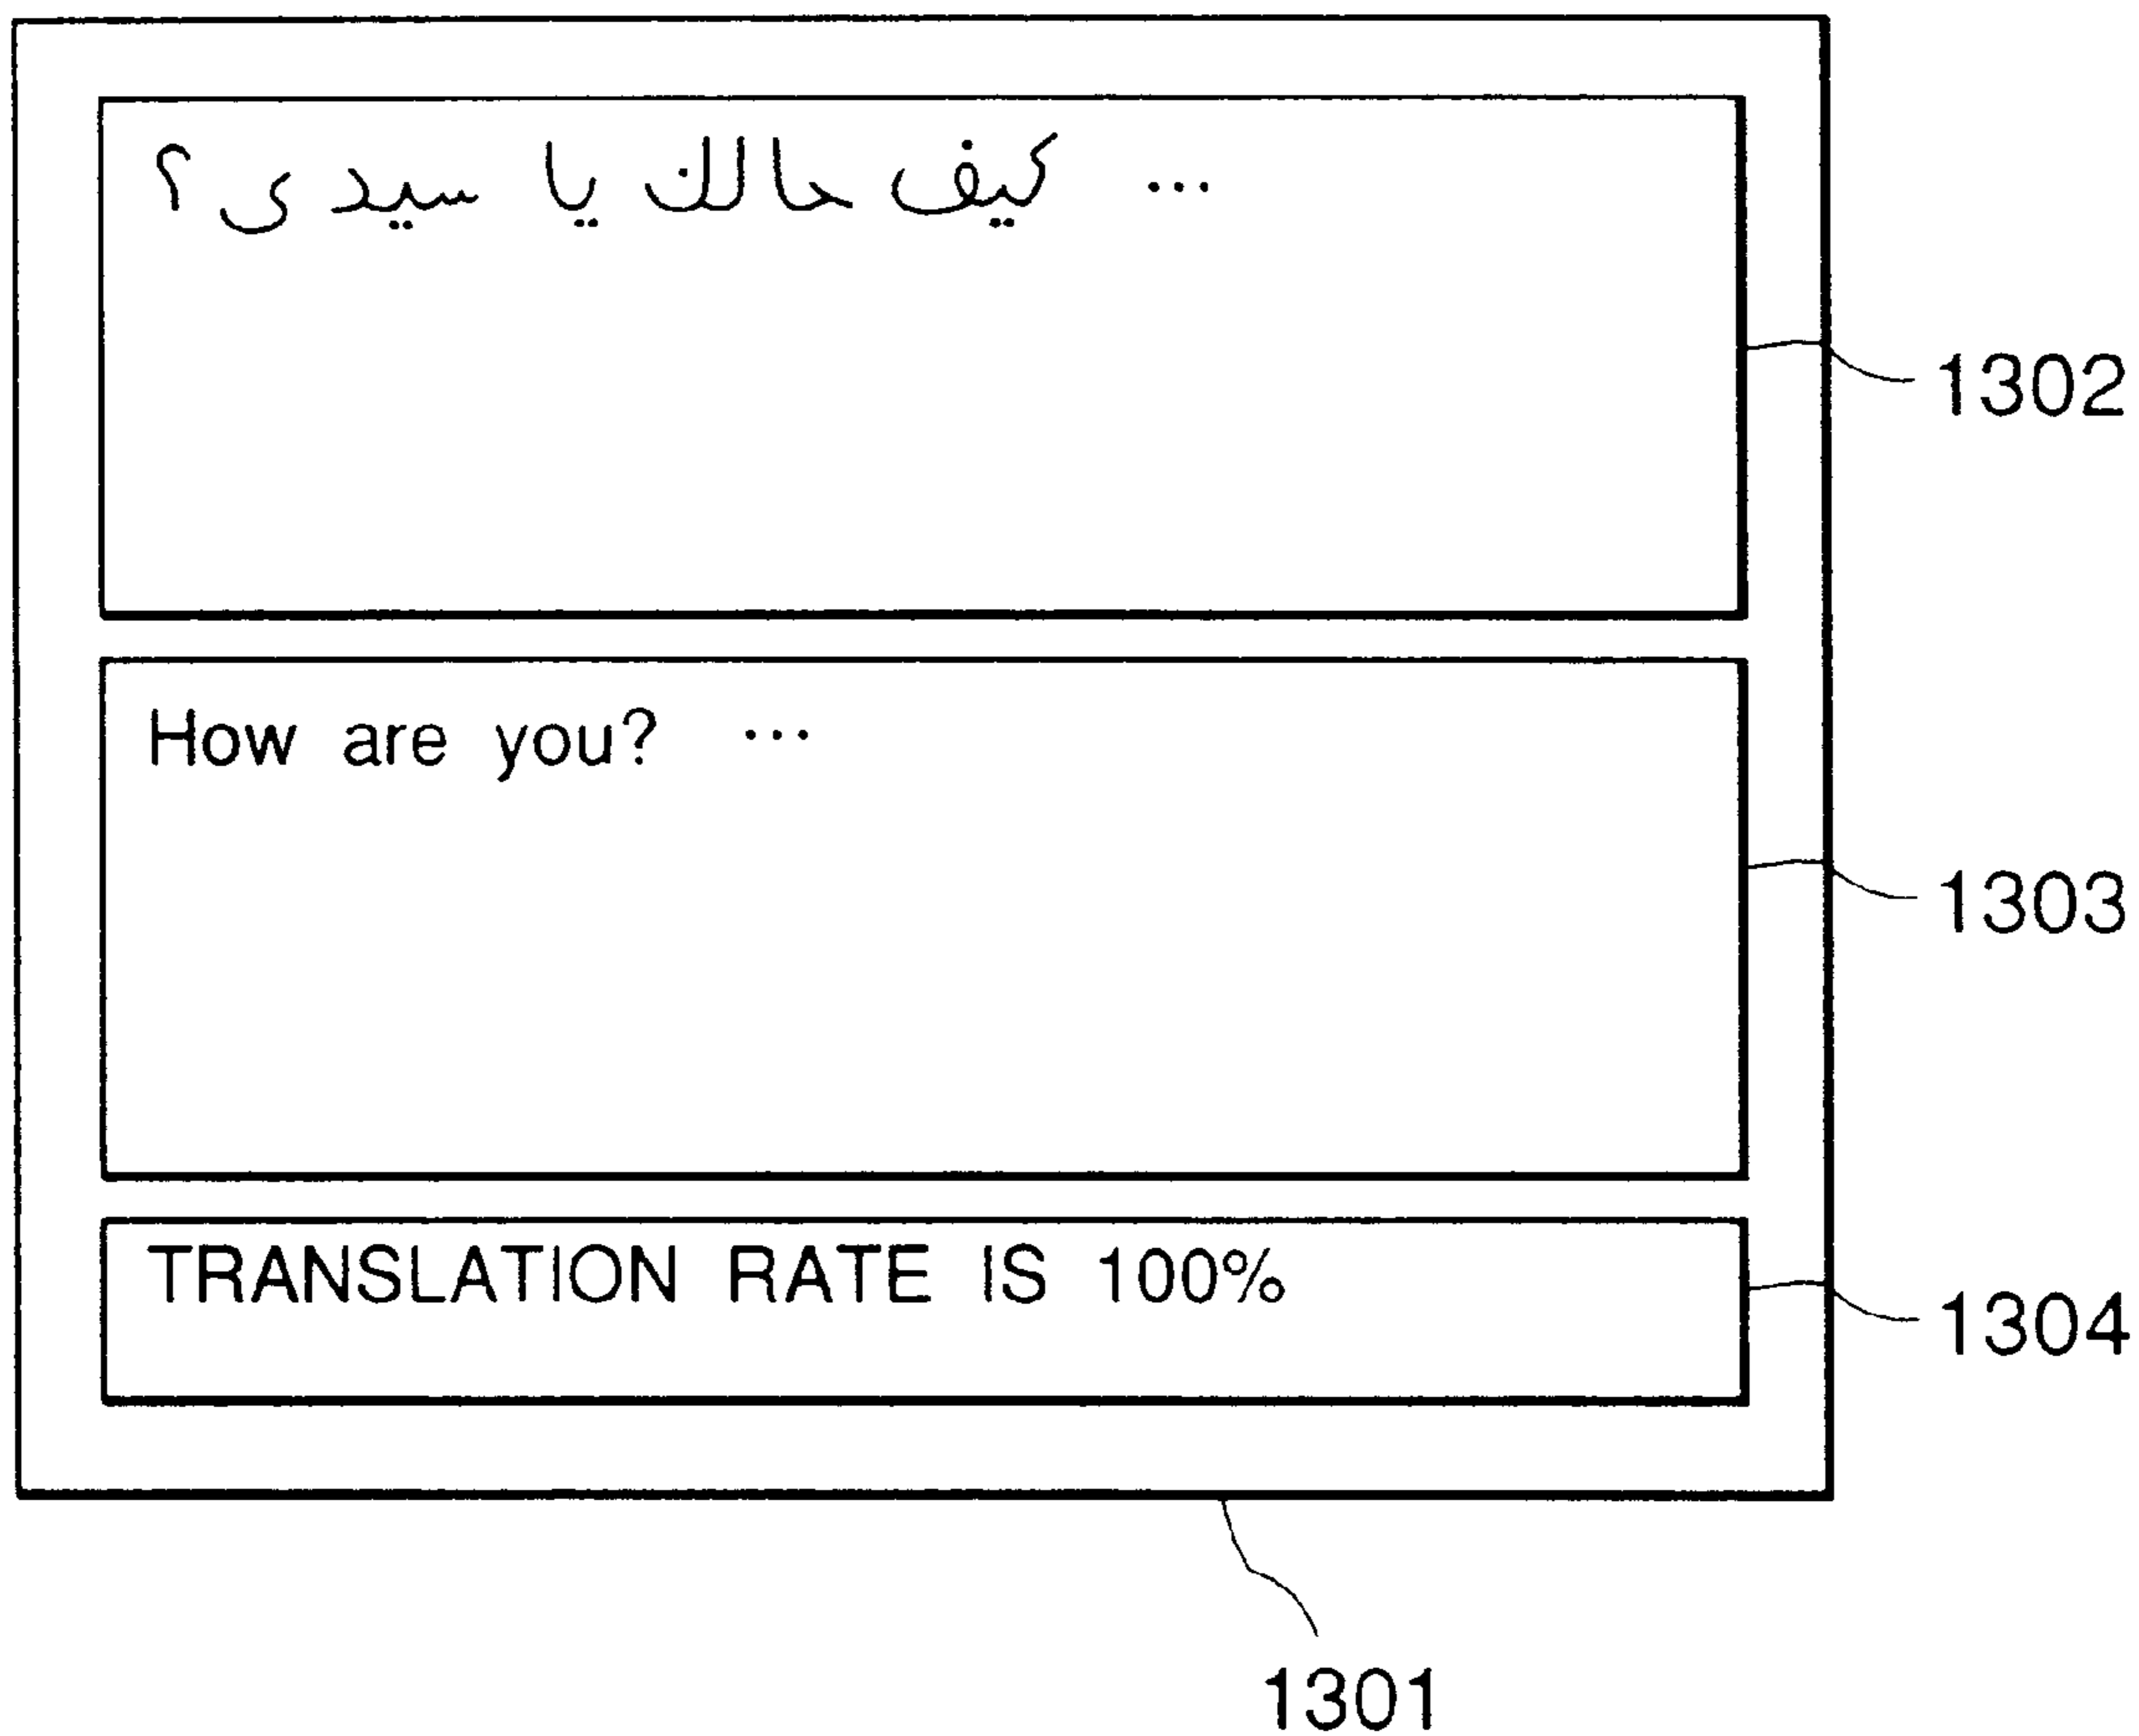 ... كيف حالك يا سيدى؟
1302
How are you? ...
1303
TRANSLATION RATE IS 100%
1304
1301